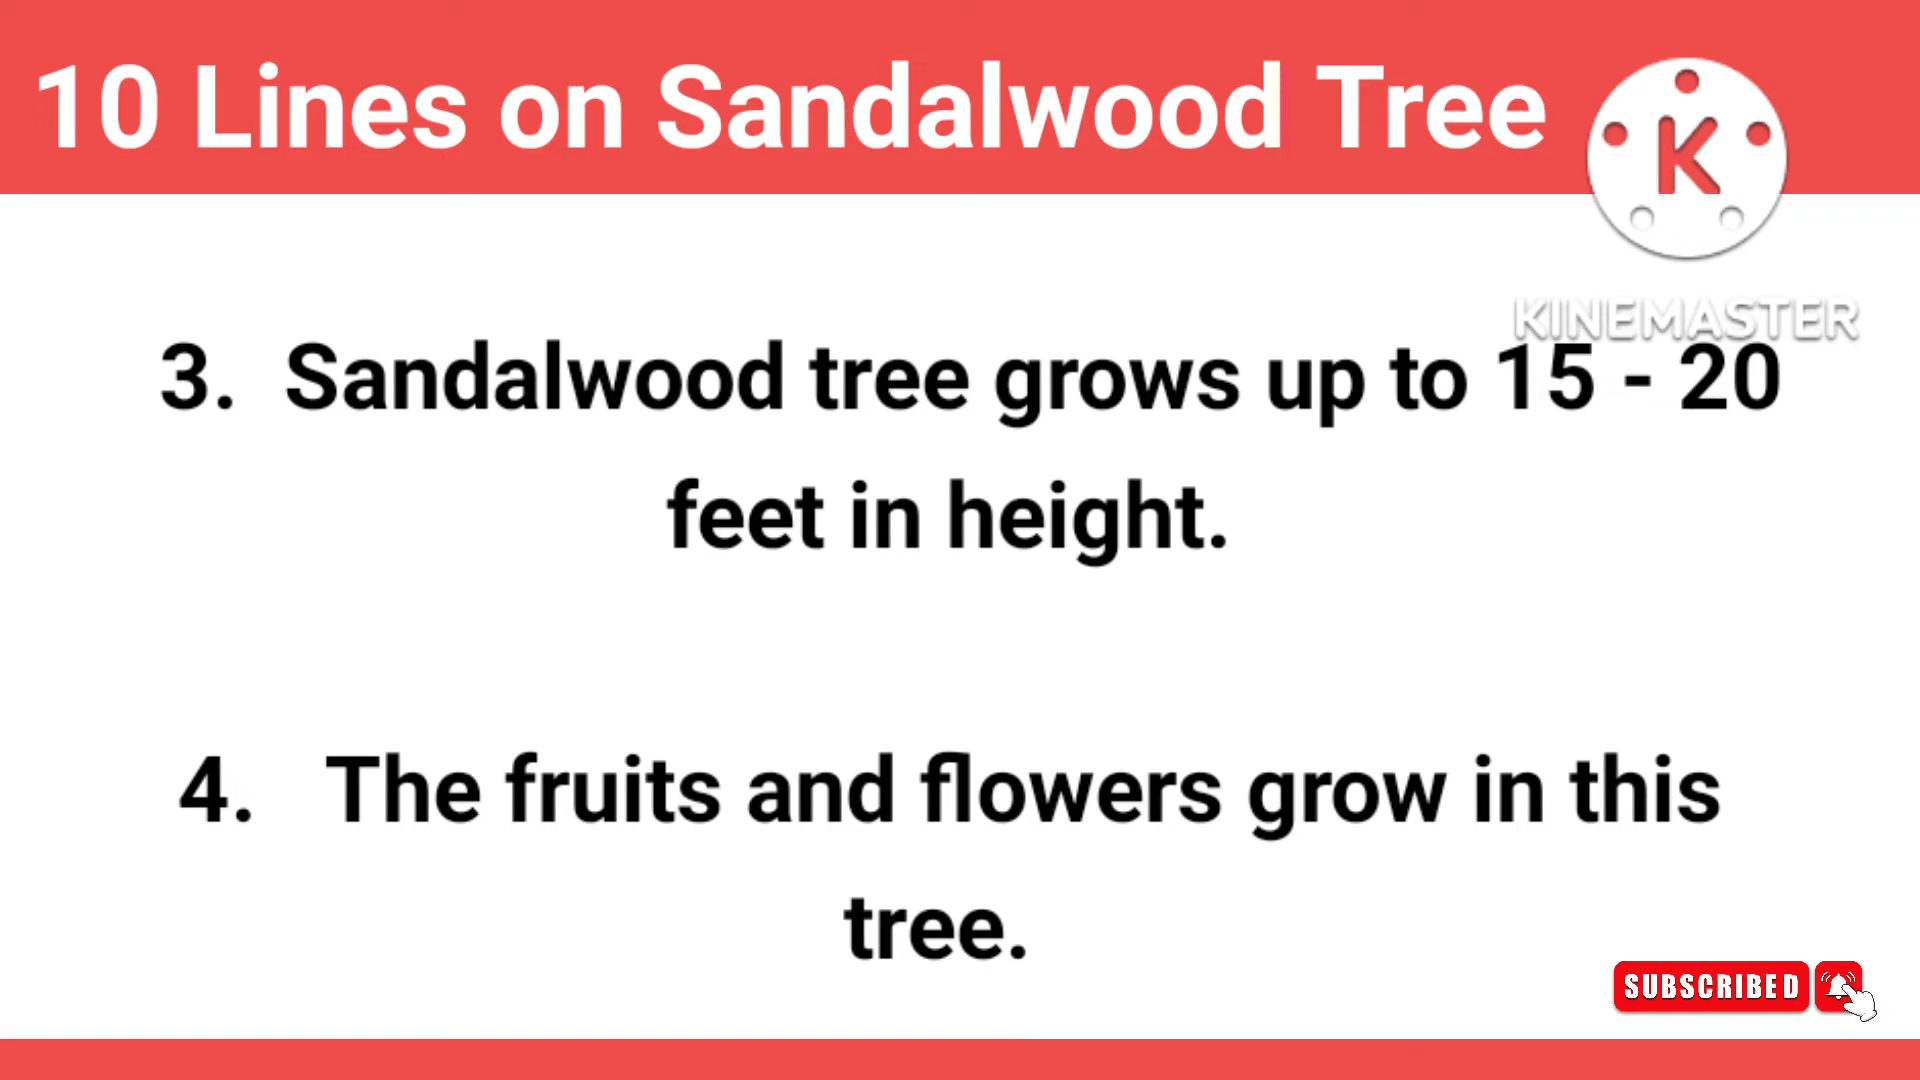 10 Lines on Sandalwood Tree
K
KINEMASTER
3. Sandalwood tree grows up to 15 - 20
feet in height.
4. The fruits and flowers grow in this
tree.
SUBSCRIBED